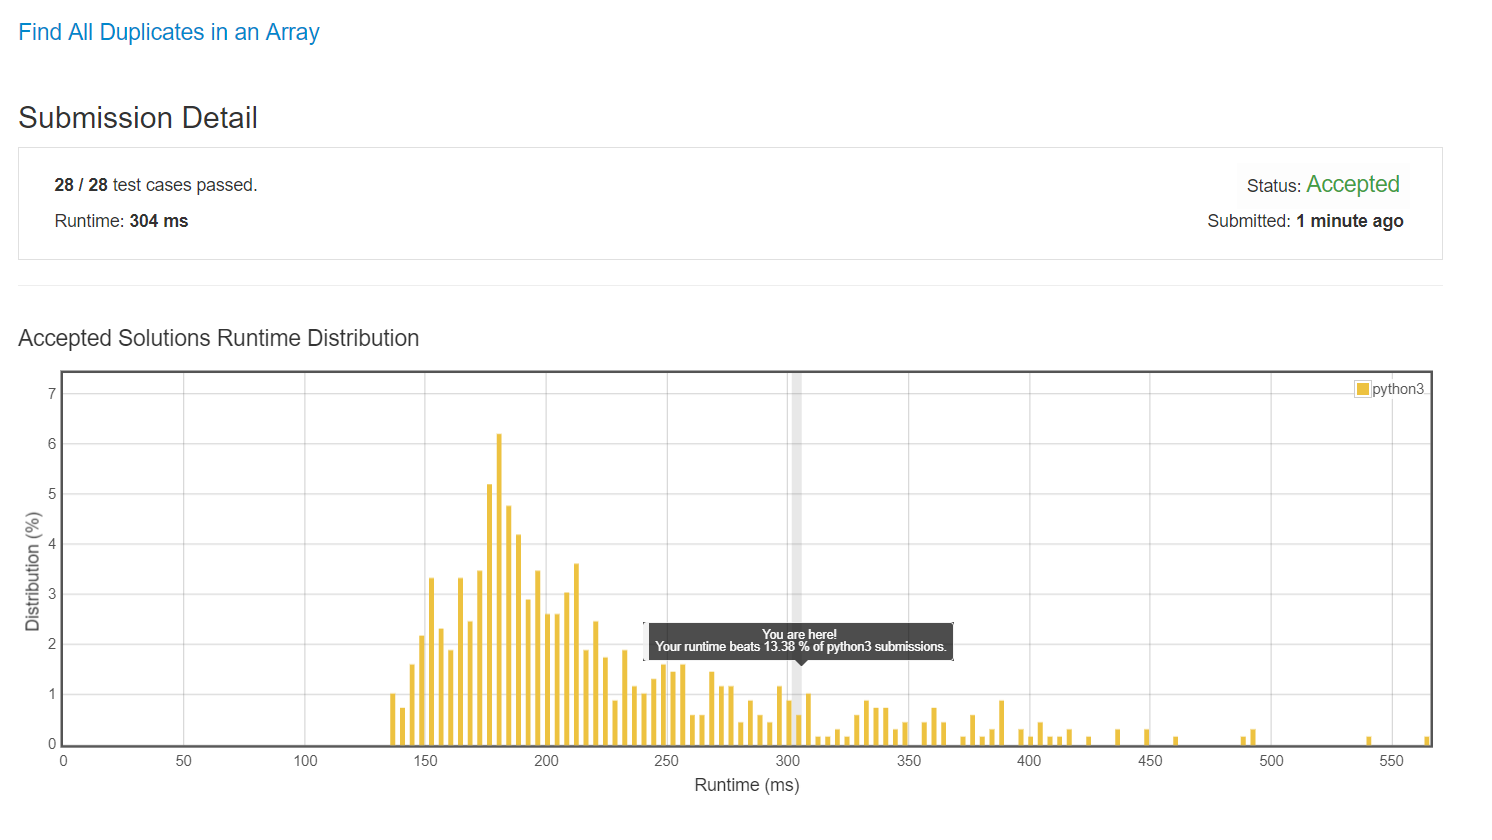 Find All Duplicates in an Array
Submission Detail
28 / 28 test cases passed.
Status: Accepted
Runtime: 304 ms
Submitted: 1 minute ago
Accepted Solutions Runtime Distribution
python3
7
6
5
4
3
2
1
0
Distribution (%)
You are here!
Your runtime beats 13.38 % of python3 submissions.
0 50 100 150 200 250 300 350 400 450 500 550
Runtime (ms)